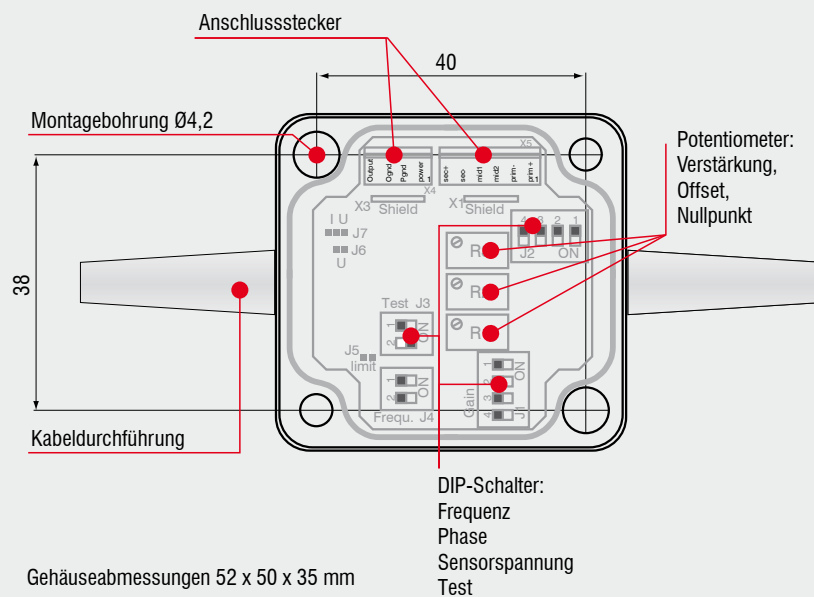 Anschlussstecker
40
Montagebohrung Ø4,2
Potentiometer:
Verstärkung,
Offset,
Nullpunkt
X5
Output
Ognd
Pgnd
power
1
sec+
sec-
mid1
mid2
prim-
prim+
1
X4
X3
Shield
X1
Shield
I U
J7
J6
U
4 3 2 1
J2 ON
R
R
R
38
Test J3
1
2
ON
J5
limit
1
2
ON
Frequ. J4
Gain
1
2
3
4
ON
J1
Kabeldurchführung
DIP-Schalter:
Frequenz
Phase
Sensorspannung
Test
Gehäuseabmessungen 52 x 50 x 35 mm